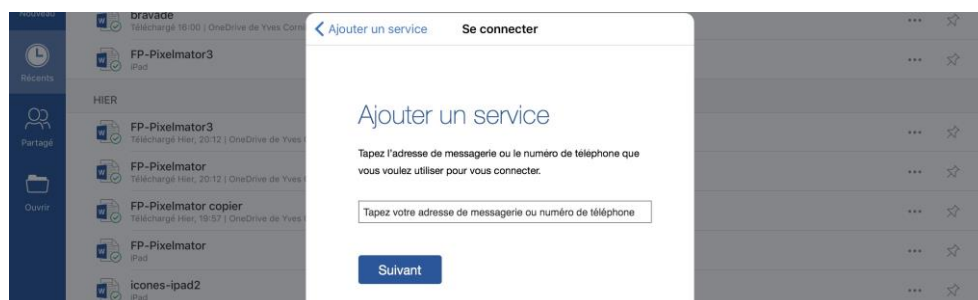 Nouveau
Récents
Partagé
Ouvrir
bravade
Téléchargé 16:00 | OneDrive de Yves Corni
FP-Pixelmator3
iPad
HIER
FP-Pixelmator3
Téléchargé Hier, 20:12 | OneDrive de Yves
FP-Pixelmator
Téléchargé Hier, 20:12 | OneDrive de Yves
FP-Pixelmator copier
Téléchargé Hier, 19:57 | OneDrive de Yves
FP-Pixelmator
iPad
icones-ipad2
iPad
Ajouter un service
Se connecter
Ajouter un service
Tapez l'adresse de messagerie ou le numéro de téléphone que
vous voulez utiliser pour vous connecter.
Tapez votre adresse de messagerie ou numéro de téléphone
Suivant